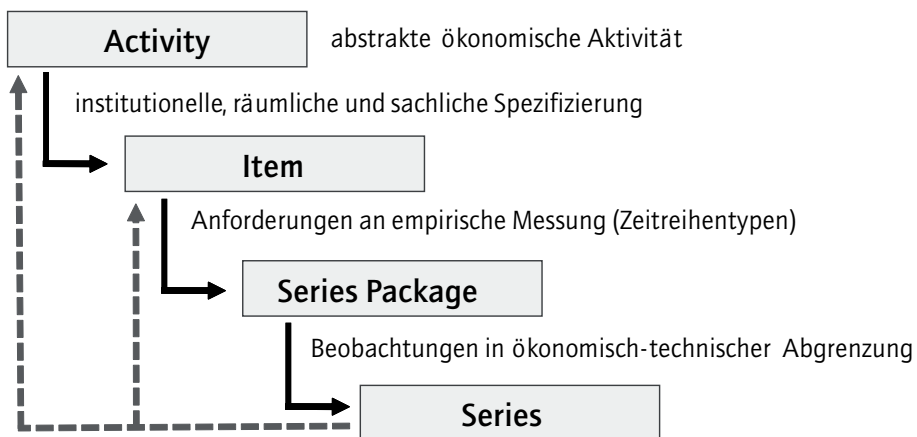 Activity abstrakte ökonomische Aktivität
institutionelle, räumliche und sachliche Spezifizierung
Item
Anforderungen an empirische Messung (Zeitreihentypen)
Series Package
Beobachtungen in ökonomisch-technischer Abgrenzung
Series